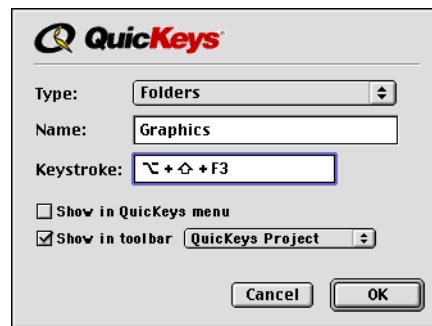 QuicKeys
Type: Folders
Name: Graphics
Keystroke: ⌥ + ⇧ + F3
Show in QuicKeys menu
Show in toolbar QuicKeys Project
Cancel OK